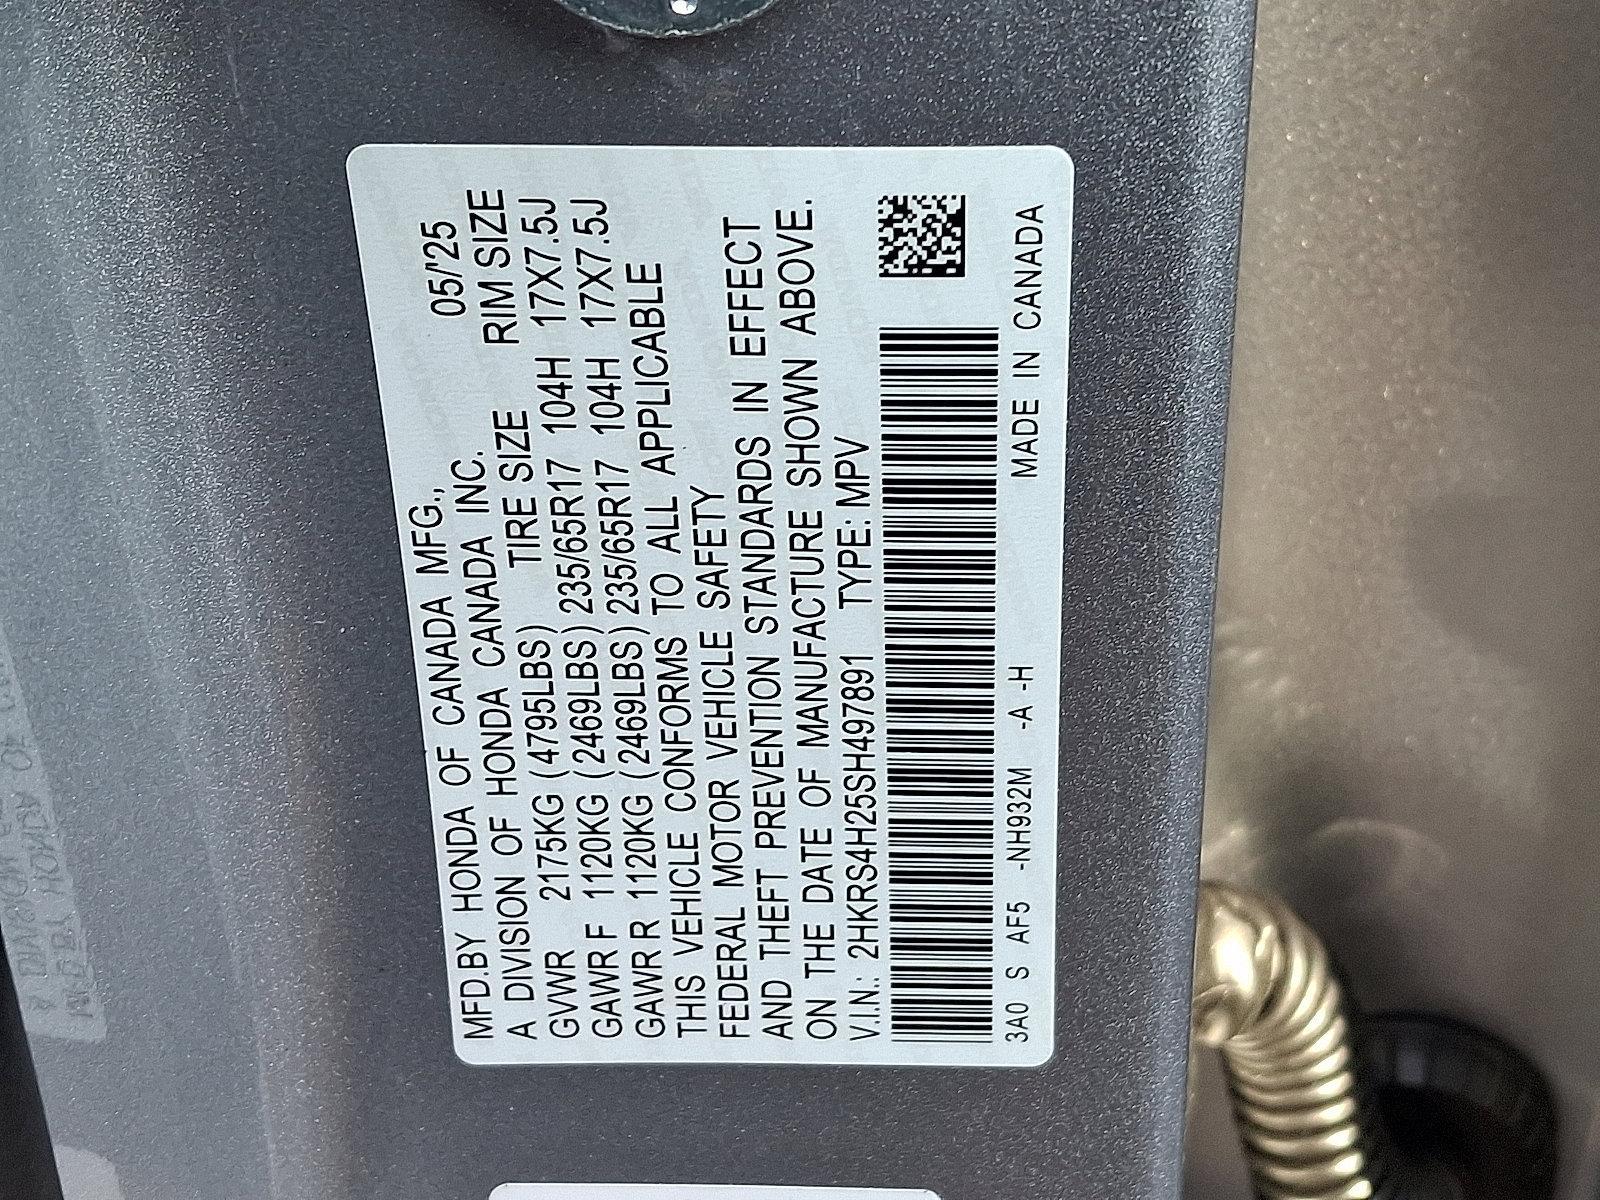 MFD.BY HONDA OF CANADA MFG., 05/'25
A DIVISION OF HONDA CANADA INC.
TIRE SIZE RIM SIZE
GVWR 2175KG (4795LBS)
GAWR F 1120KG (2469LBS) 235/65R17 104H 17X7.5J
GAWR R 1120KG (2469LBS) 235/65R17 104H 17X7.5J
THIS VEHICLE CONFORMS TO ALL APPLICABLE
FEDERAL MOTOR VEHICLE SAFETY
AND THEFT PREVENTION STANDARDS IN EFFECT
ON THE DATE OF MANUFACTURE SHOWN ABOVE.
V.I.N.: 2HKRS4H25SH497891 TYPE: MPV
3A0 S AF5 -NH932M -A -H MADE IN CANADA